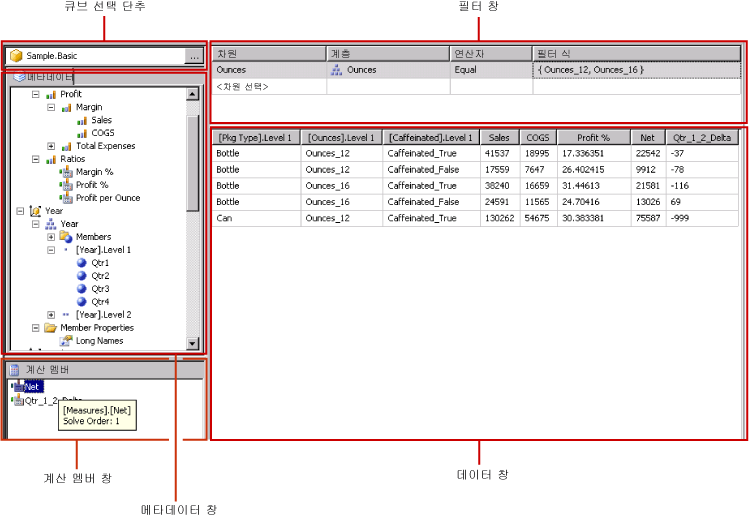 큐브 선택 단추
필터 창
Sample.Basic ...
메타데이터
Profit
Margin
Sales
COGS
Total Expenses
Ratios
Margin %
Profit %
Profit per Ounce
Year
Year
Members
[Year].Level 1
Qtr1
Qtr2
Qtr3
Qtr4
[Year].Level 2
Member Properties
Long Names
계산 멤버
Net
Qtr_1_2_Delta
[Measures].[Net]
Solve Order: 1
차원 계층 연산자 필터 식
Ounces Ounces Equal { Ounces_12, Ounces_16 }
<차원 선택>
[Pkg Type].Level 1 [Ounces].Level 1 [Caffeinated].Level 1 Sales COGS Profit % Net Qtr_1_2_Delta
Bottle Ounces_12 Caffeinated_True 41537 18995 17.336351 22542 -37
Bottle Ounces_12 Caffeinated_False 17559 7647 26.402415 9912 -78
Bottle Ounces_16 Caffeinated_True 38240 16659 31.44613 21581 -116
Bottle Ounces_16 Caffeinated_False 24591 11565 24.70416 13026 69
Can Ounces_12 Caffeinated_True 130262 54675 30.383381 75587 -999
계산 멤버 창
데이터 창
메타데이터 창